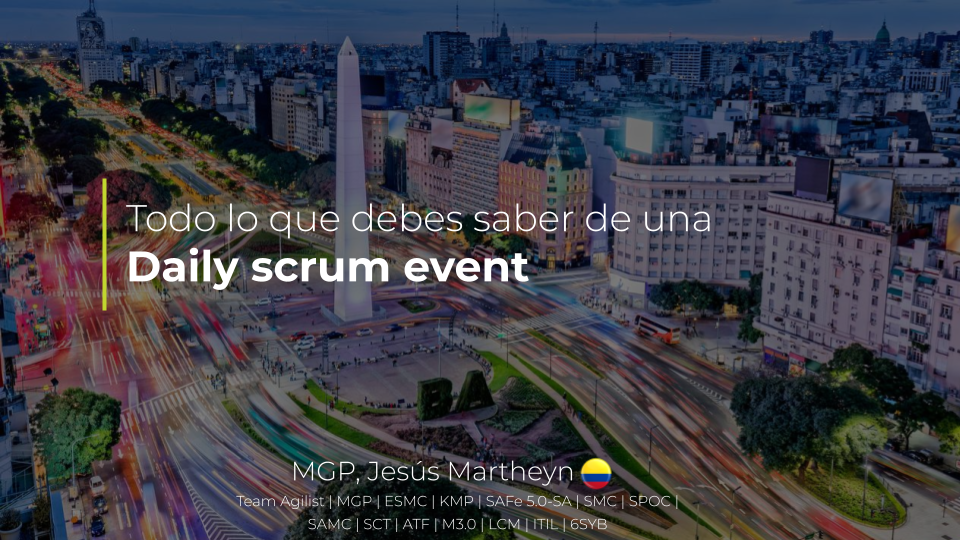 Todo lo que debes saber de una
Daily scrum event
BA
MGP, Jesús Martheyn
Team Agilist | MGP | ESMC | KMP | SAFe 5.0-SA | SMC | SPOC |
SAMC | SCT | ATF | M3.0 | LCM | ITIL | 6SYB